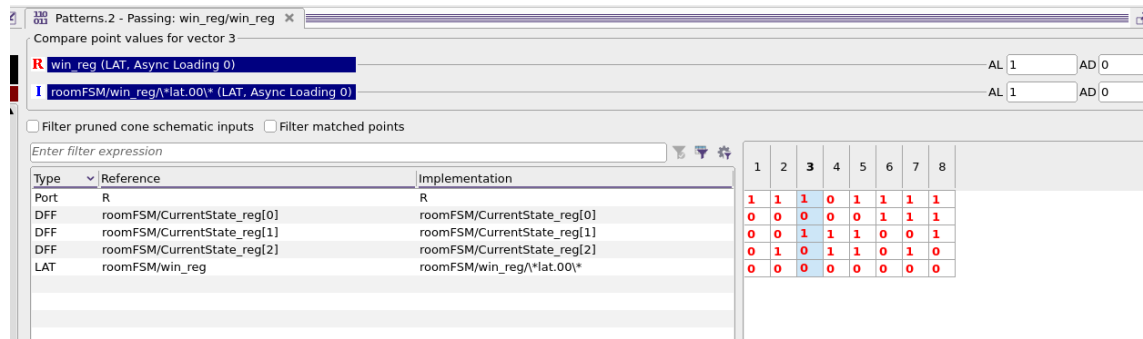 110 011 Patterns.2 - Passing: win_reg/win_reg ×
Compare point values for vector 3
R win_reg (LAT, Async Loading 0) AL 1 AD 0
I roomFSM/win_reg/\*lat.00\* (LAT, Async Loading 0) AL 1 AD 0
Filter pruned cone schematic inputs Filter matched points
Enter filter expression
Type Reference Implementation 1 2 3 4 5 6 7 8
Port R R 1 1 1 0 1 1 1 1
DFF roomFSM/CurrentState_reg[0] roomFSM/CurrentState_reg[0] 0 0 0 0 0 1 1 1
DFF roomFSM/CurrentState_reg[1] roomFSM/CurrentState_reg[1] 0 0 1 1 1 0 0 1
DFF roomFSM/CurrentState_reg[2] roomFSM/CurrentState_reg[2] 0 1 0 1 1 0 1 0
LAT roomFSM/win_reg roomFSM/win_reg/\*lat.00\* 0 0 0 0 0 0 0 0